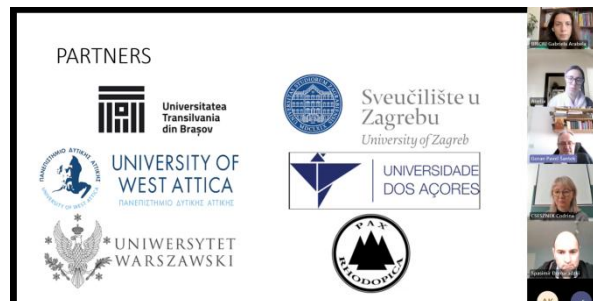 PARTNERS
Universitatea
Transilvania
din Brașov
Sveučilište u
Zagrebu
University of Zagreb
UNIVERSITY OF
WEST ATTICA
ΠΑΝΕΠΙΣΤΗΜΙΟ ΔΥΤΙΚΗΣ ΑΤΤΙΚΗΣ
UNIVERSIDADE
DOS AÇORES
UNIWERSYTET
WARSZAWSKI
PAX
RHODOPICA